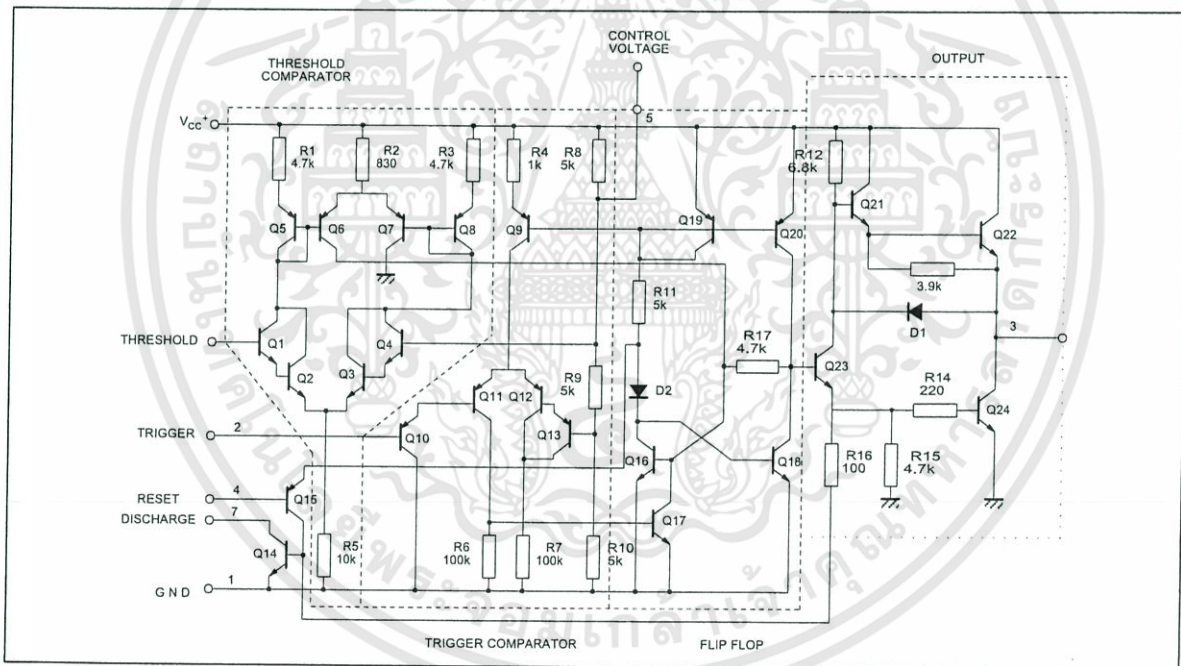 CONTROL
VOLTAGE
THRESHOLD
COMPARATOR
OUTPUT
5
VCC+
R1
4.7k
R2
830
R3
4.7k
R4
1k
R8
5k
R12
6.8k
Q21
Q5
Q6
Q7
Q8
Q9
Q19
Q20
Q22
3.9k
R11
5k
D1
3
THRESHOLD
Q1
Q4
R17
4.7k
Q23
Q2
Q3
R9
5k
D2
R14
220
Q24
Q11
Q12
TRIGGER
2
Q10
Q13
Q16
Q18
R16
100
R15
4.7k
RESET
4
Q15
DISCHARGE
7
Q17
Q14
R5
10k
R6
100k
R7
100k
R10
5k
GND
1
TRIGGER COMPARATOR
FLIP FLOP